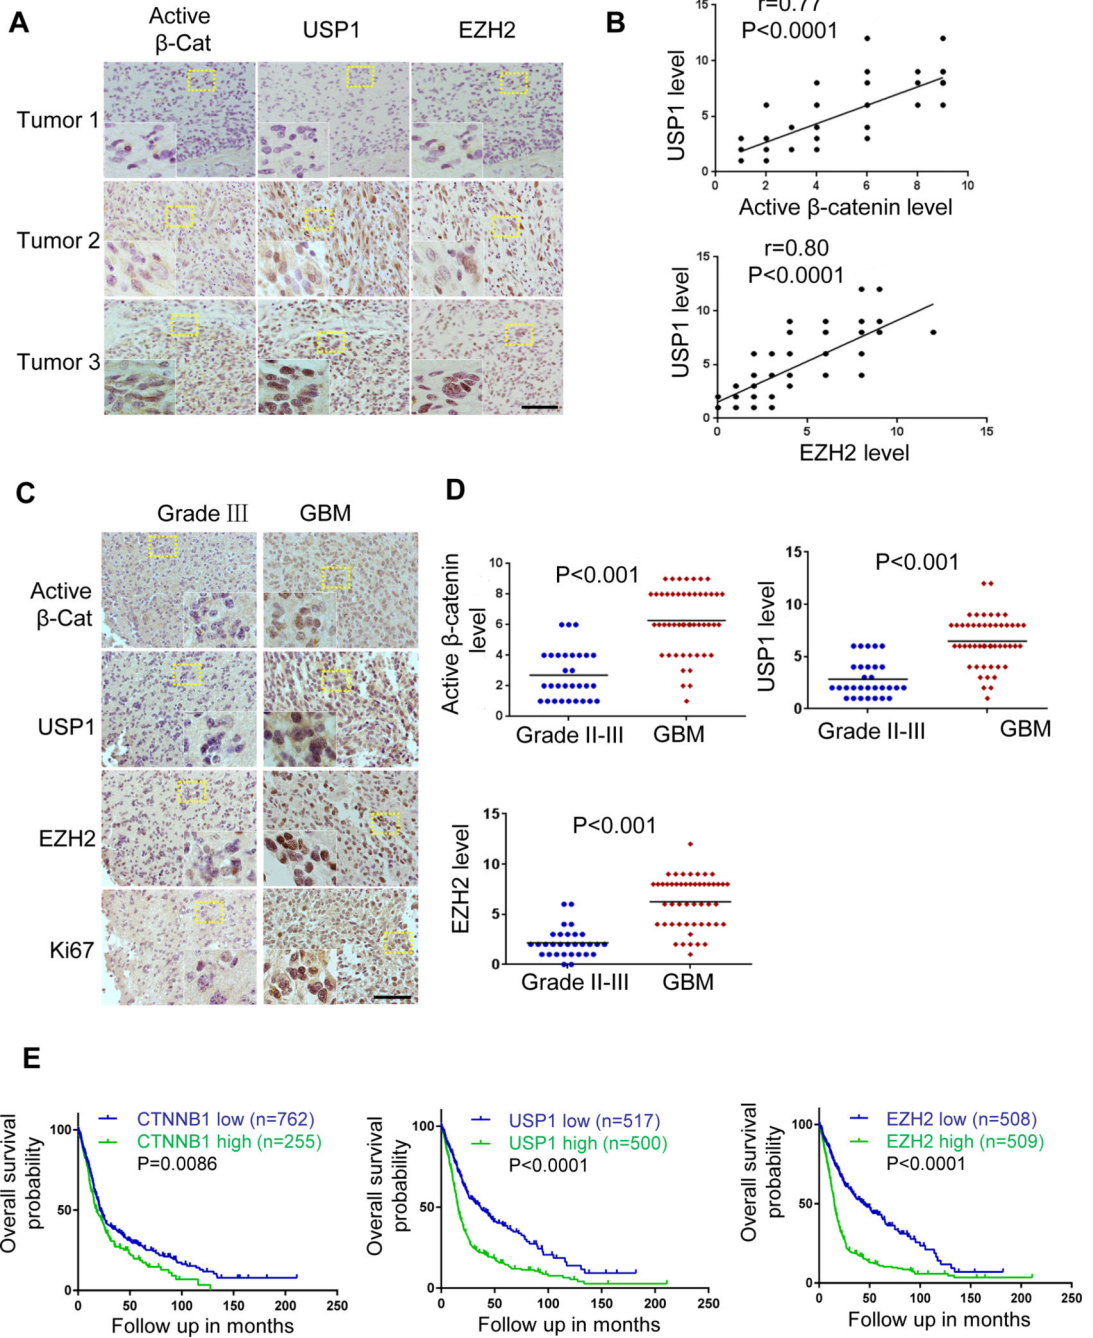 A
Active
β-Cat
USP1
EZH2
Tumor 1
Tumor 2
Tumor 3
B
r=0.77
P<0.0001
USP1 level
15
10
5
0
0 2 4 6 8 10
Active β-catenin level
r=0.80
P<0.0001
USP1 level
15
10
5
0
0 5 10 15
EZH2 level
C
Grade III
GBM
Active
β-Cat
USP1
EZH2
Ki67
D
P<0.001
Active β-catenin
level
10
8
6
4
2
0
Grade II-III GBM
P<0.001
USP1 level
15
10
5
0
Grade II-III GBM
P<0.001
EZH2 level
15
10
5
0
Grade II-III GBM
E
CTNNB1 low (n=762)
CTNNB1 high (n=255)
P=0.0086
Overall survival
probability
100
50
0
0 50 100 150 200 250
Follow up in months
USP1 low (n=517)
USP1 high (n=500)
P<0.0001
Overall survival
probability
100
50
0
0 50 100 150 200 250
Follow up in months
EZH2 low (n=508)
EZH2 high (n=509)
P<0.0001
Overall survival
probability
100
50
0
0 50 100 150 200 250
Follow up in months